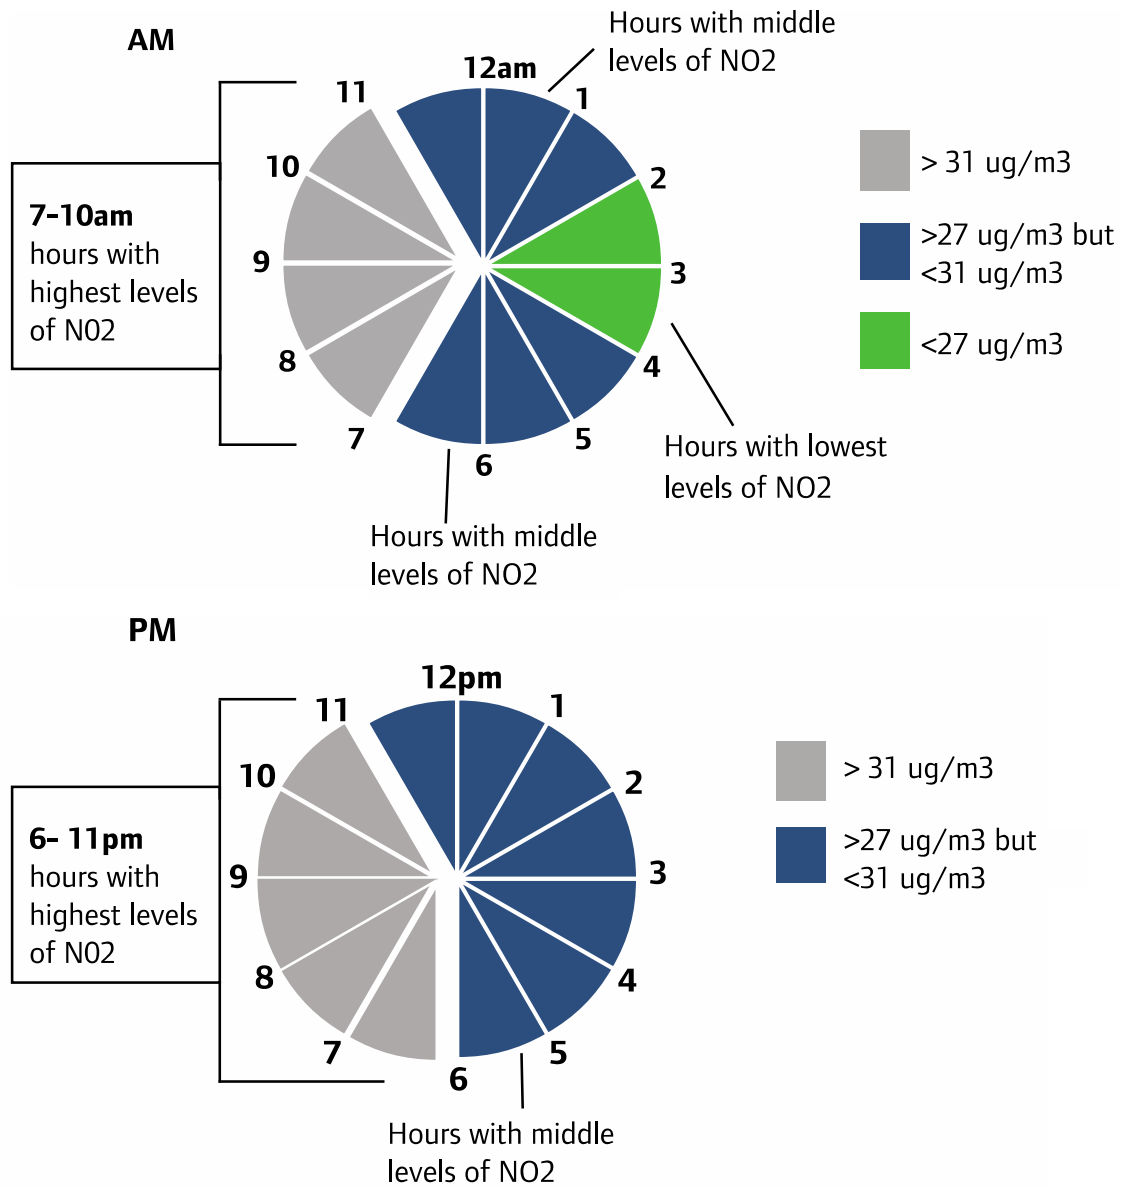 AM
Hours with middle
levels of NO2
12am
1
2
3
4
5
6
7
8
9
10
11
7-10am
hours with
highest levels
of N02
> 31 ug/m3
>27 ug/m3 but
<31 ug/m3
<27 ug/m3
Hours with lowest
levels of NO2
Hours with middle
levels of NO2
PM
12pm
1
2
3
4
5
6
7
8
9
10
11
6- 11pm
hours with
highest levels
of N02
> 31 ug/m3
>27 ug/m3 but
<31 ug/m3
Hours with middle
levels of NO2